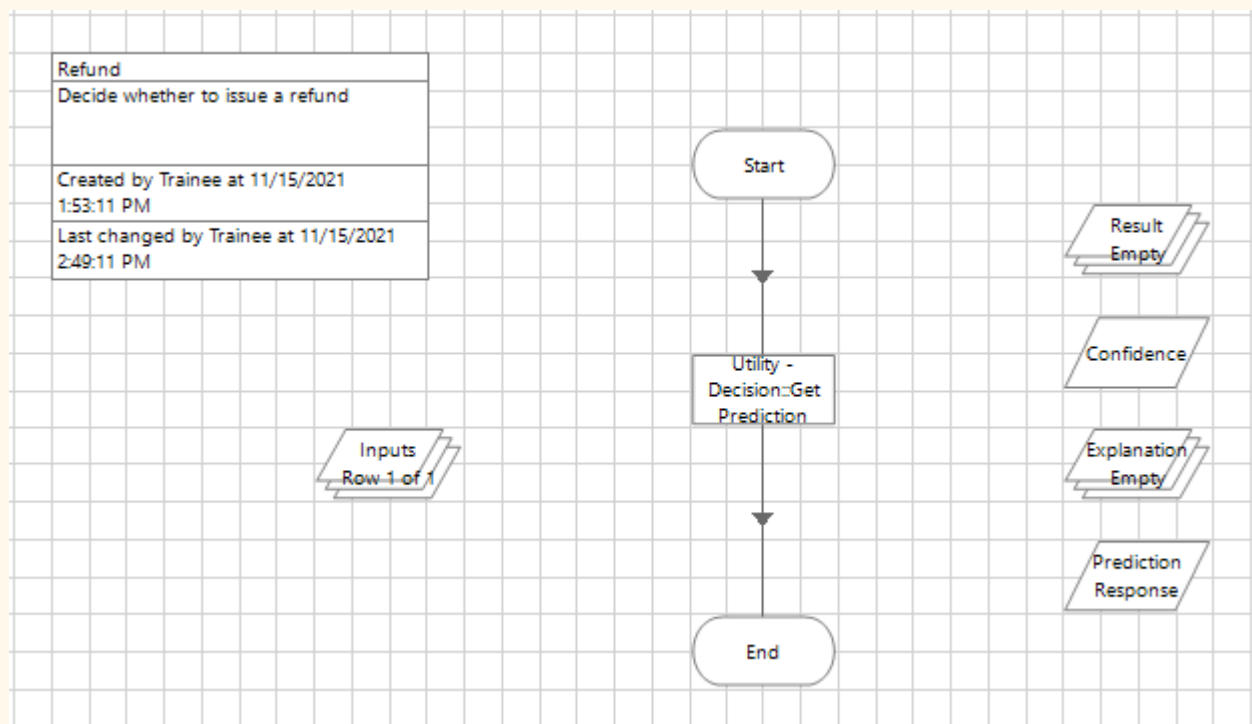 Refund
Decide whether to issue a refund
Created by Trainee at 11/15/2021
1:53:11 PM
Last changed by Trainee at 11/15/2021
2:49:11 PM
Start
Utility -
Decision::Get
Prediction
Inputs
Row 1 of 1
End
Result
Empty
Confidence
Explanation
Empty
Prediction
Response